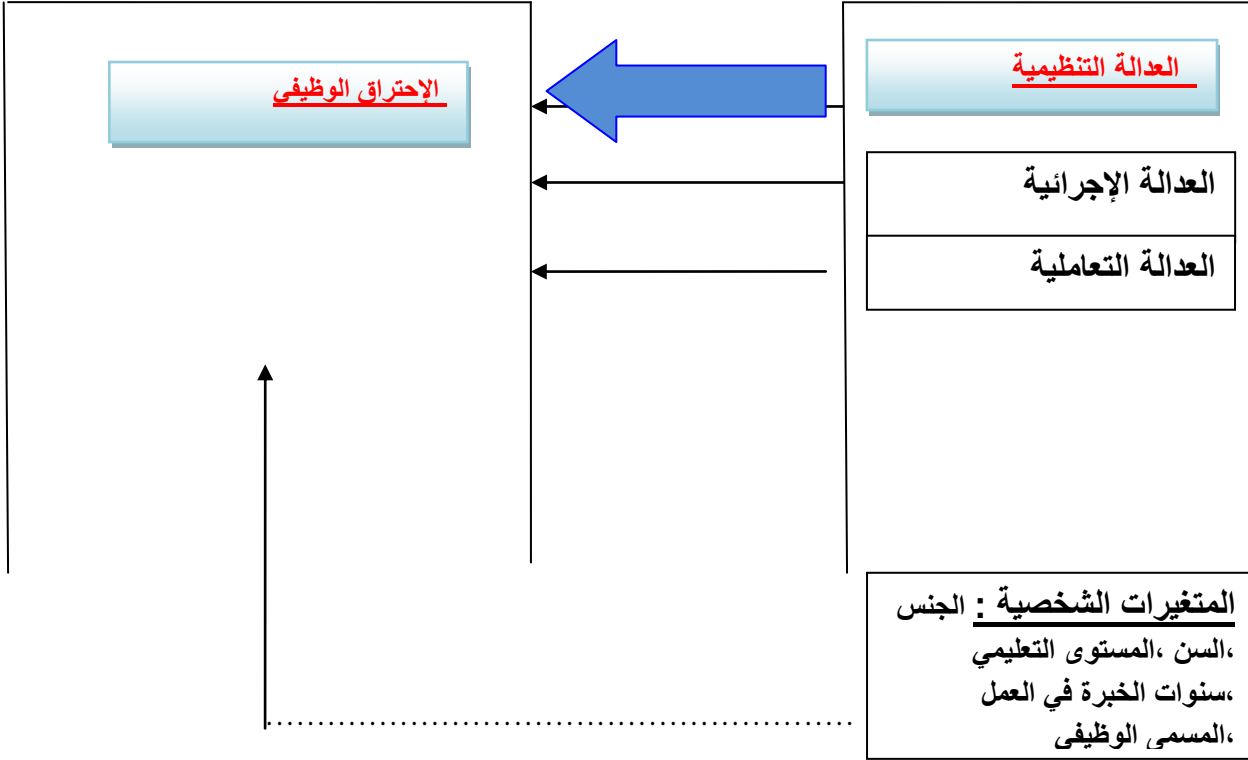 العدالة التنظيمية
الإحتراق الوظيفي
العدالة الإجرائية
العدالة التعاملية
المتغيرات الشخصية : الجنس
،السن ،المستوى التعليمي
،سنوات الخبرة في العمل
،المسمى الوظيفي